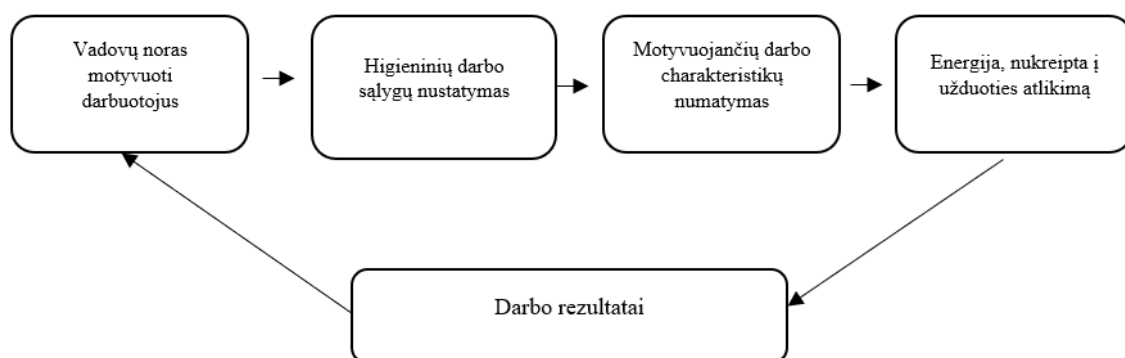 Vadovų noras
motyvuoti
darbuotojus
Higieninių darbo
sąlygų nustatymas
Motyvuojančių darbo
charakteristikų
numatymas
Energija, nukreipta į
užduoties atlikimą
Darbo rezultatai